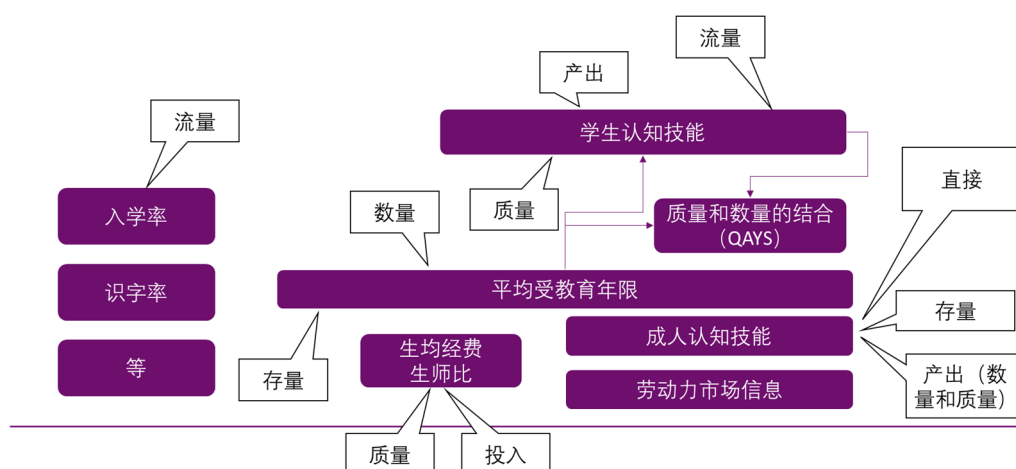 流量
产出
流量
学生认知技能
直接
入学率
数量
质量
质量和数量的结合
（QAYS）
识字率
平均受教育年限
存量
成人认知技能
等
存量
生均经费
生师比
产出（数
量和质量）
劳动力市场信息
质量
投入